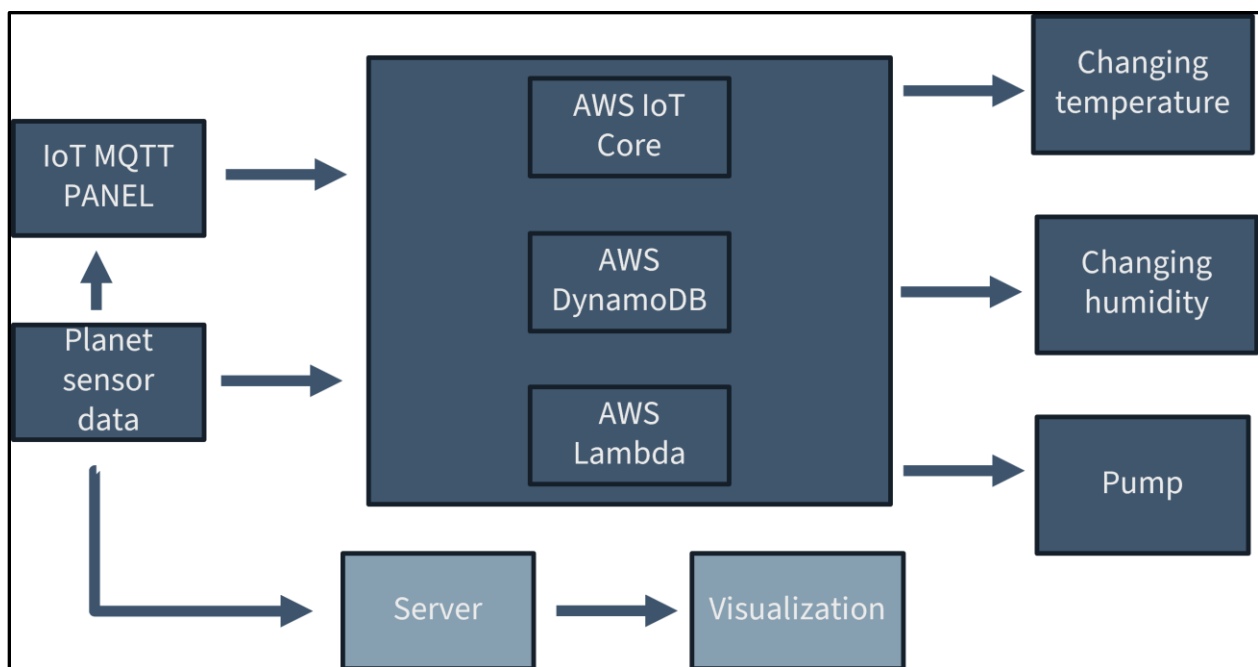 IoT MQTT
PANEL
Planet
sensor
data
AWS IoT
Core
AWS
DynamoDB
AWS
Lambda
Changing
temperature
Changing
humidity
Pump
Server
Visualization